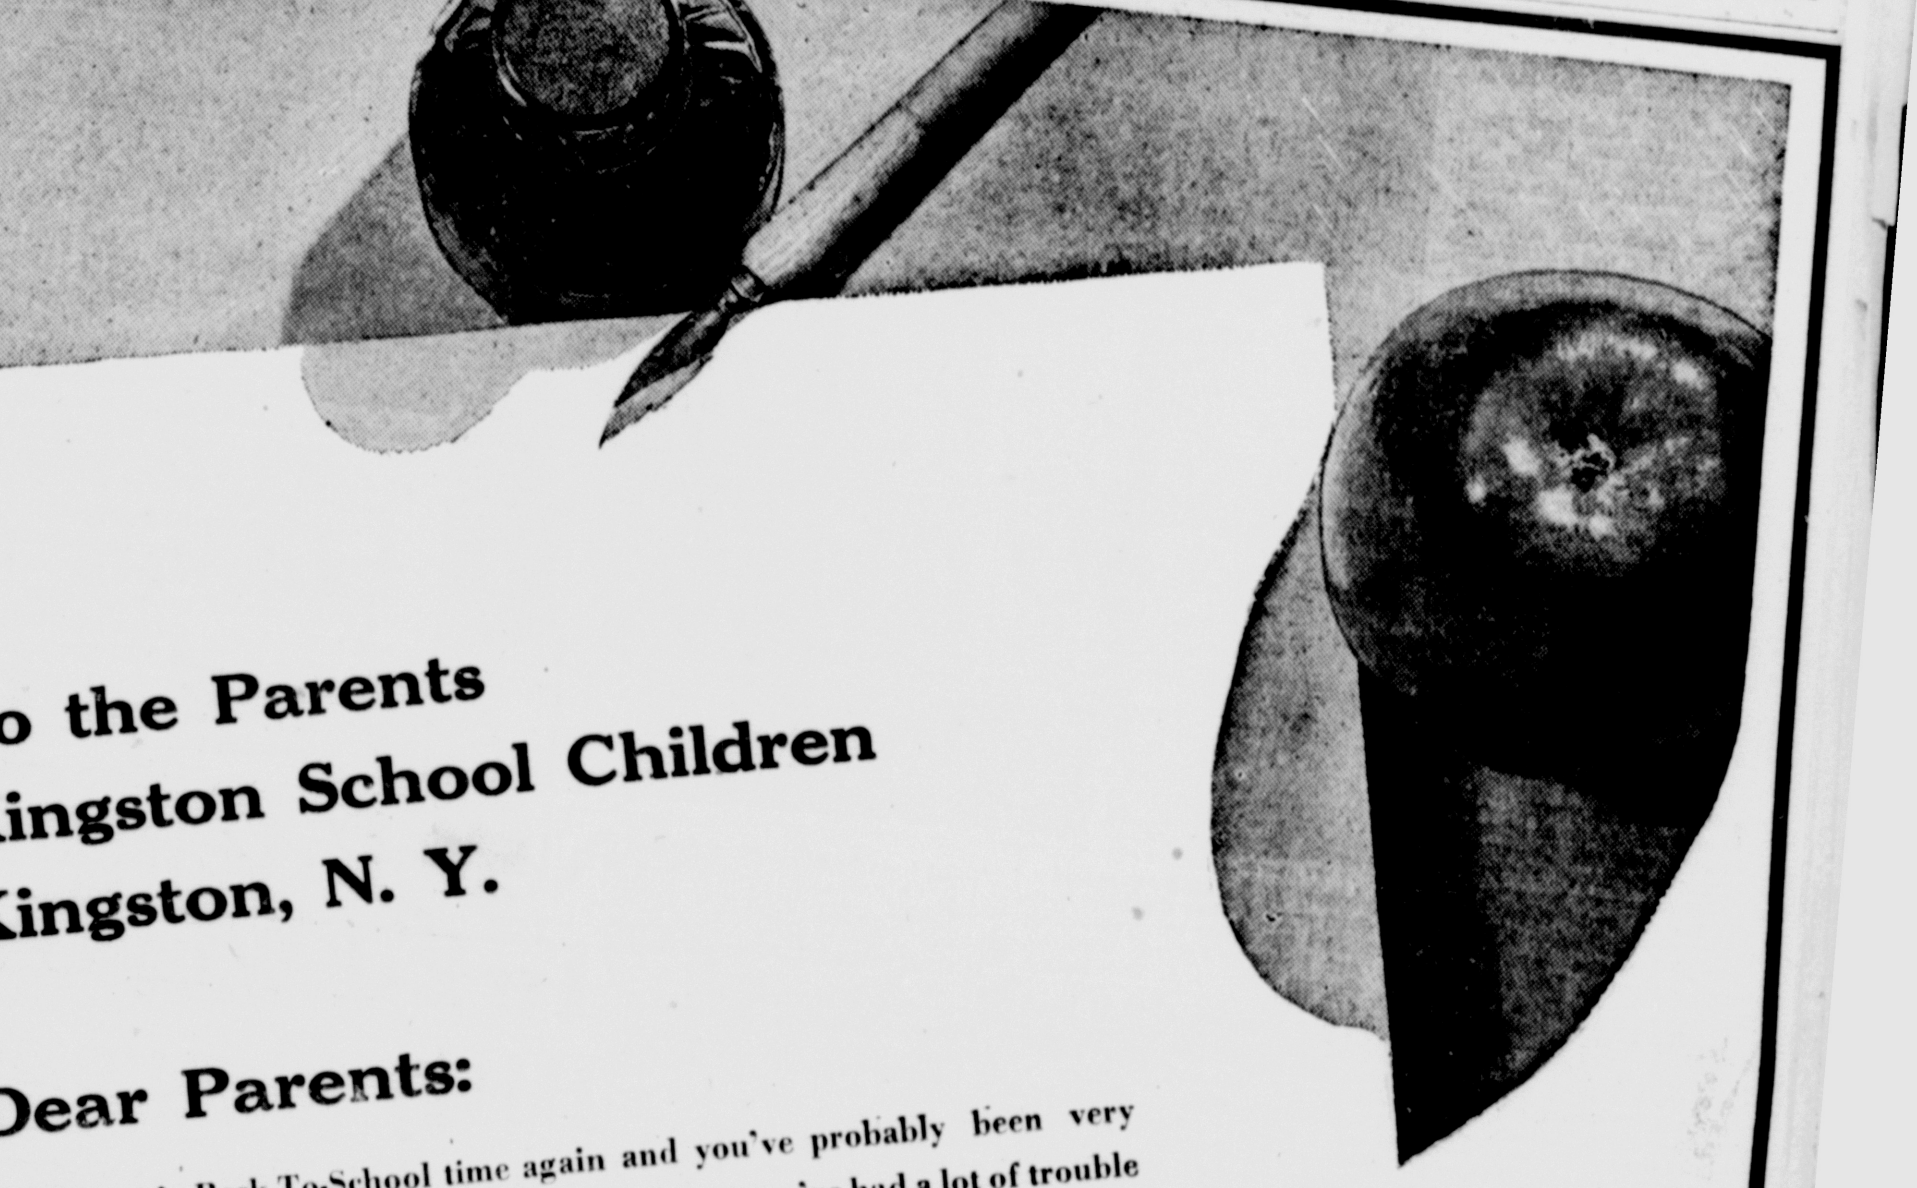 o the Parents
ingston School Children
Kingston, N. Y.
Dear Parents:
Back-To-School time again and you've probably been very
had a lot of trouble